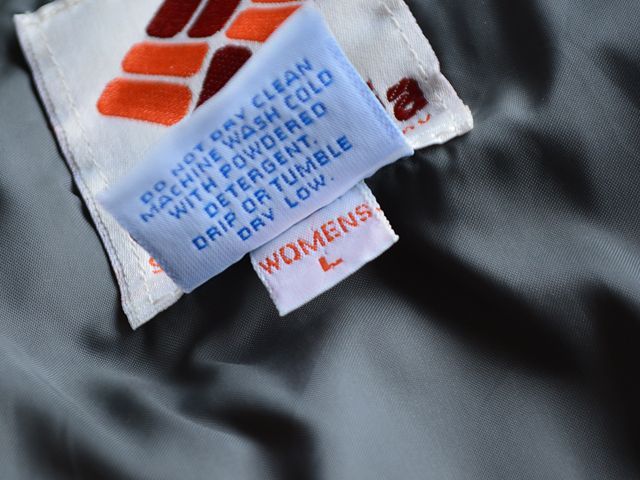 DO NOT DRY CLEAN
MACHINE WASH COLD
WITH POWDERED
DETERGENT.
DRIP OR TUMBLE
DRY LOW.
WOMENS
L